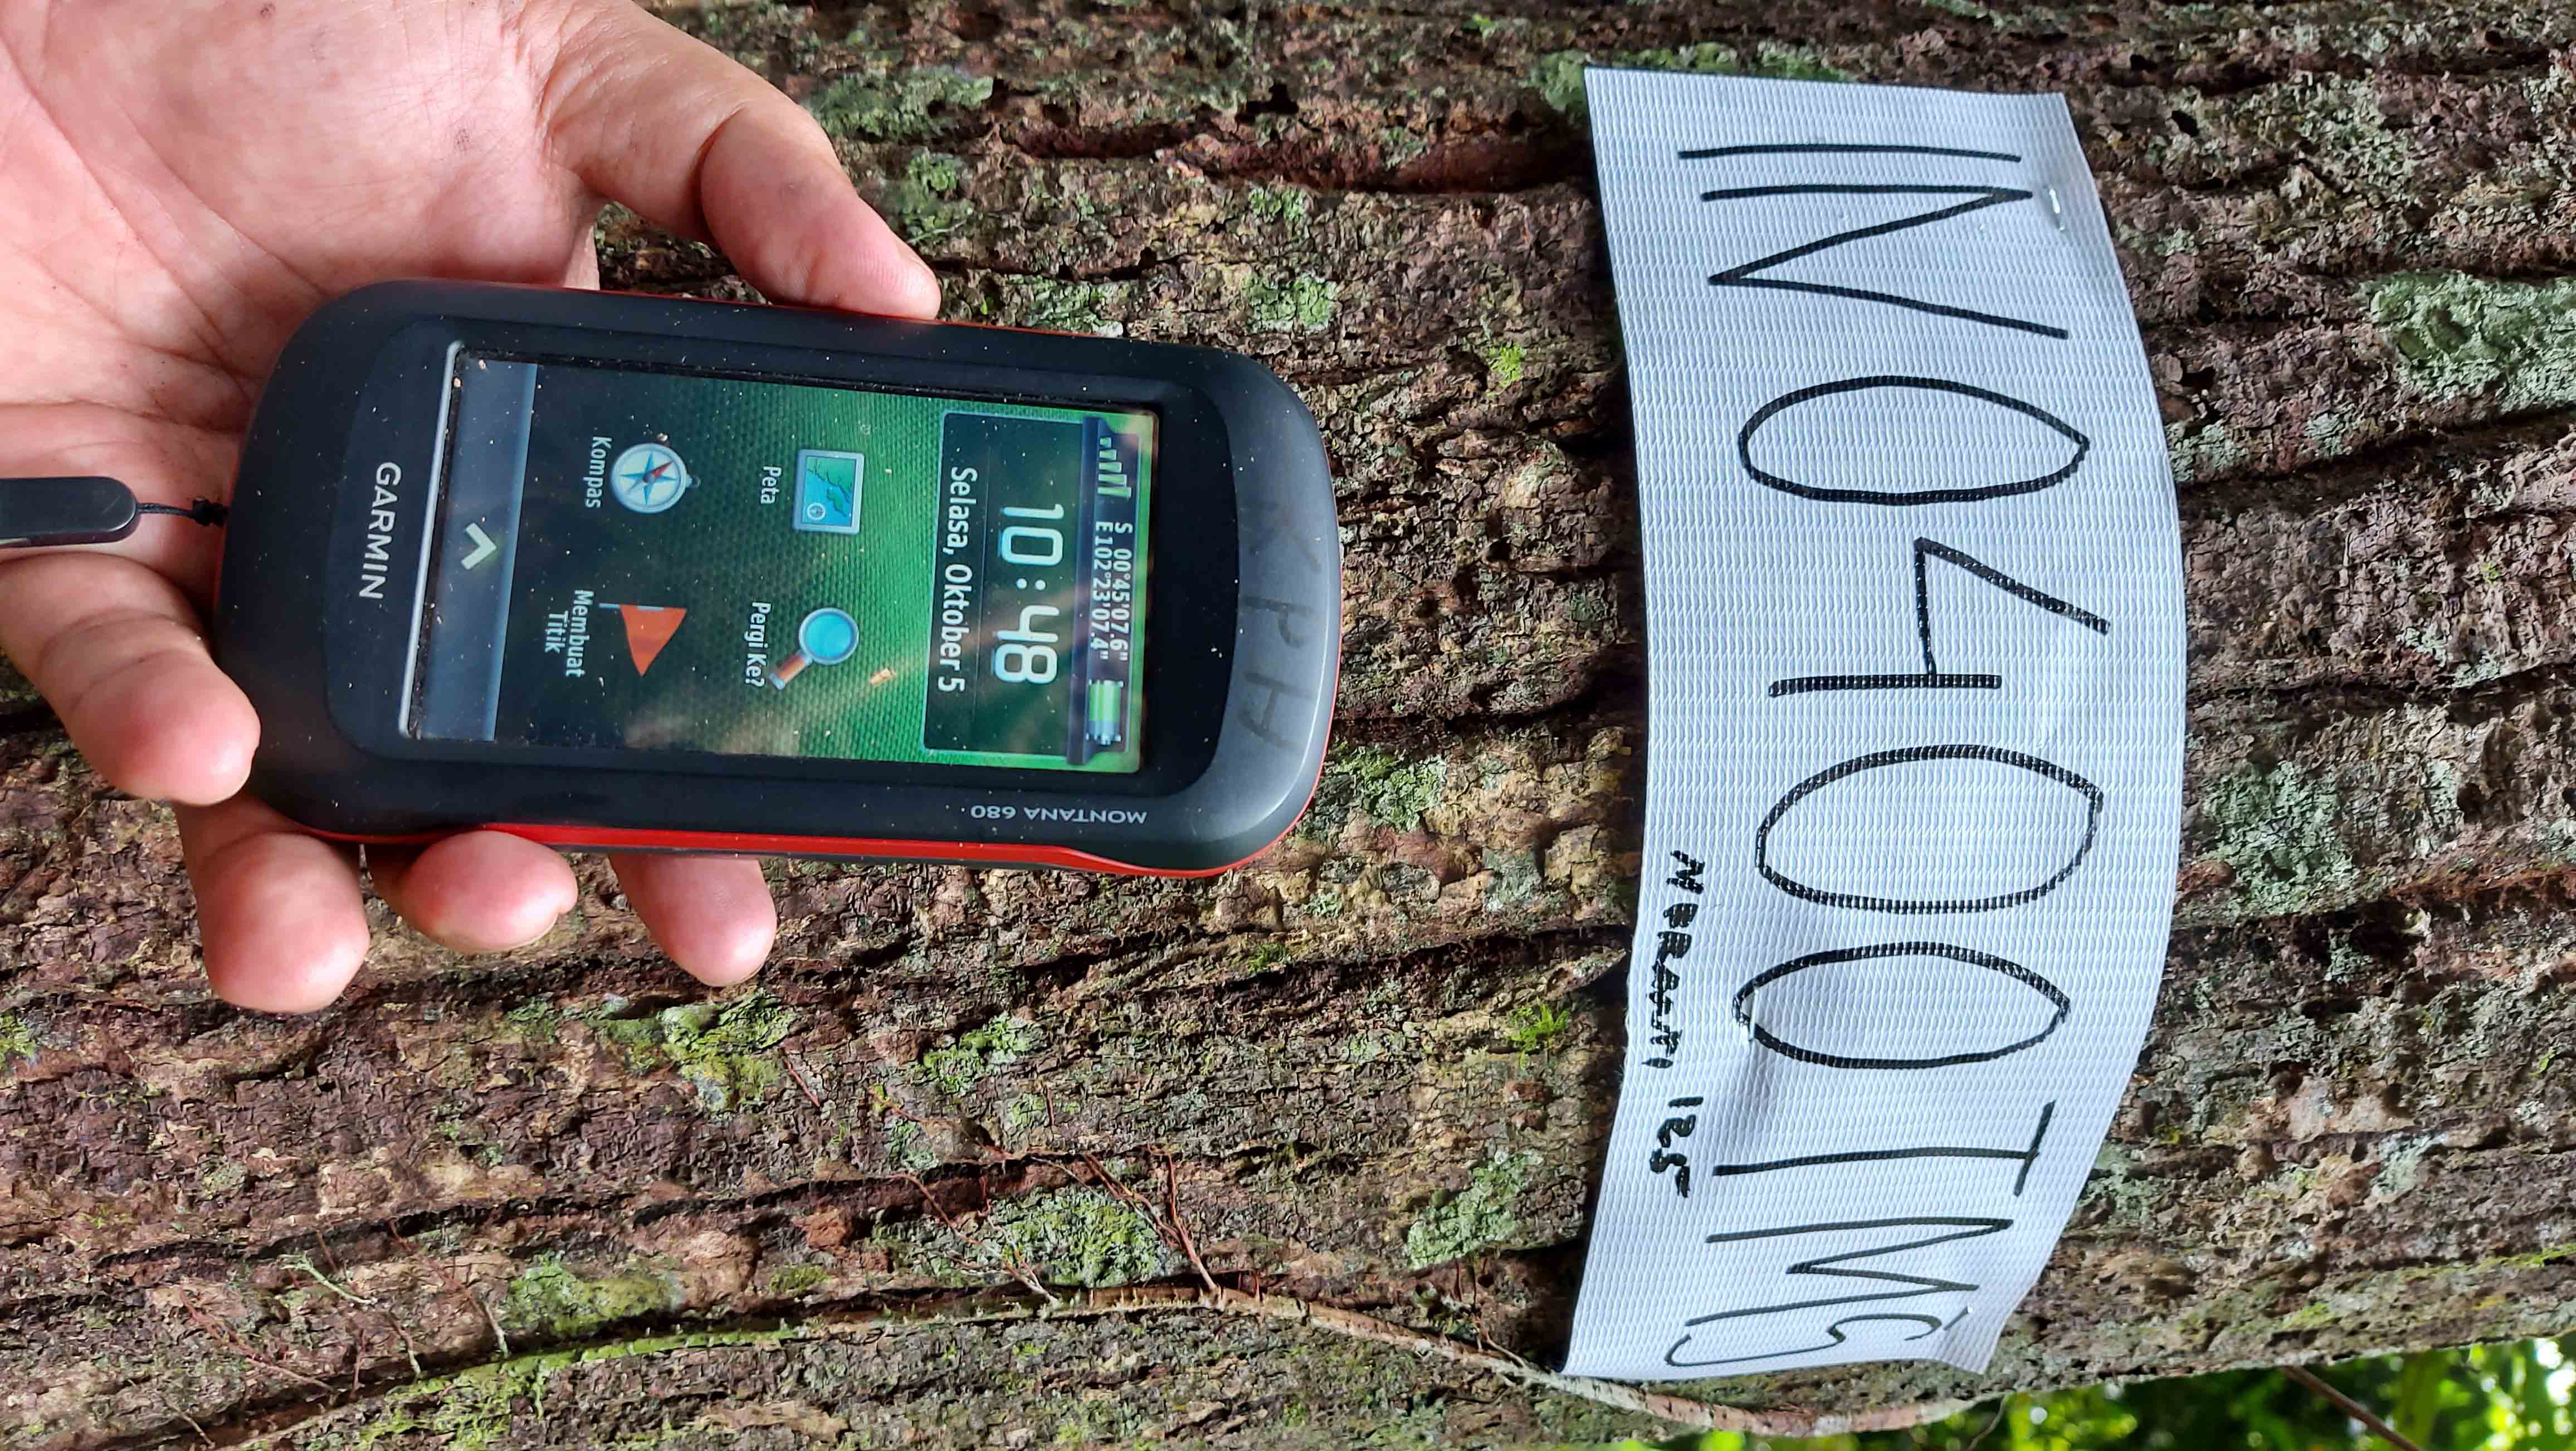 IN0400TMS
MERANTI 125
KPH
MONTANA 680
S 00°45'07.6"
E 102°23'07.4"
10:48
Selasa, Oktober 5
Peta
Pergi Ke?
Kompas
Membuat
Titik
GARMIN